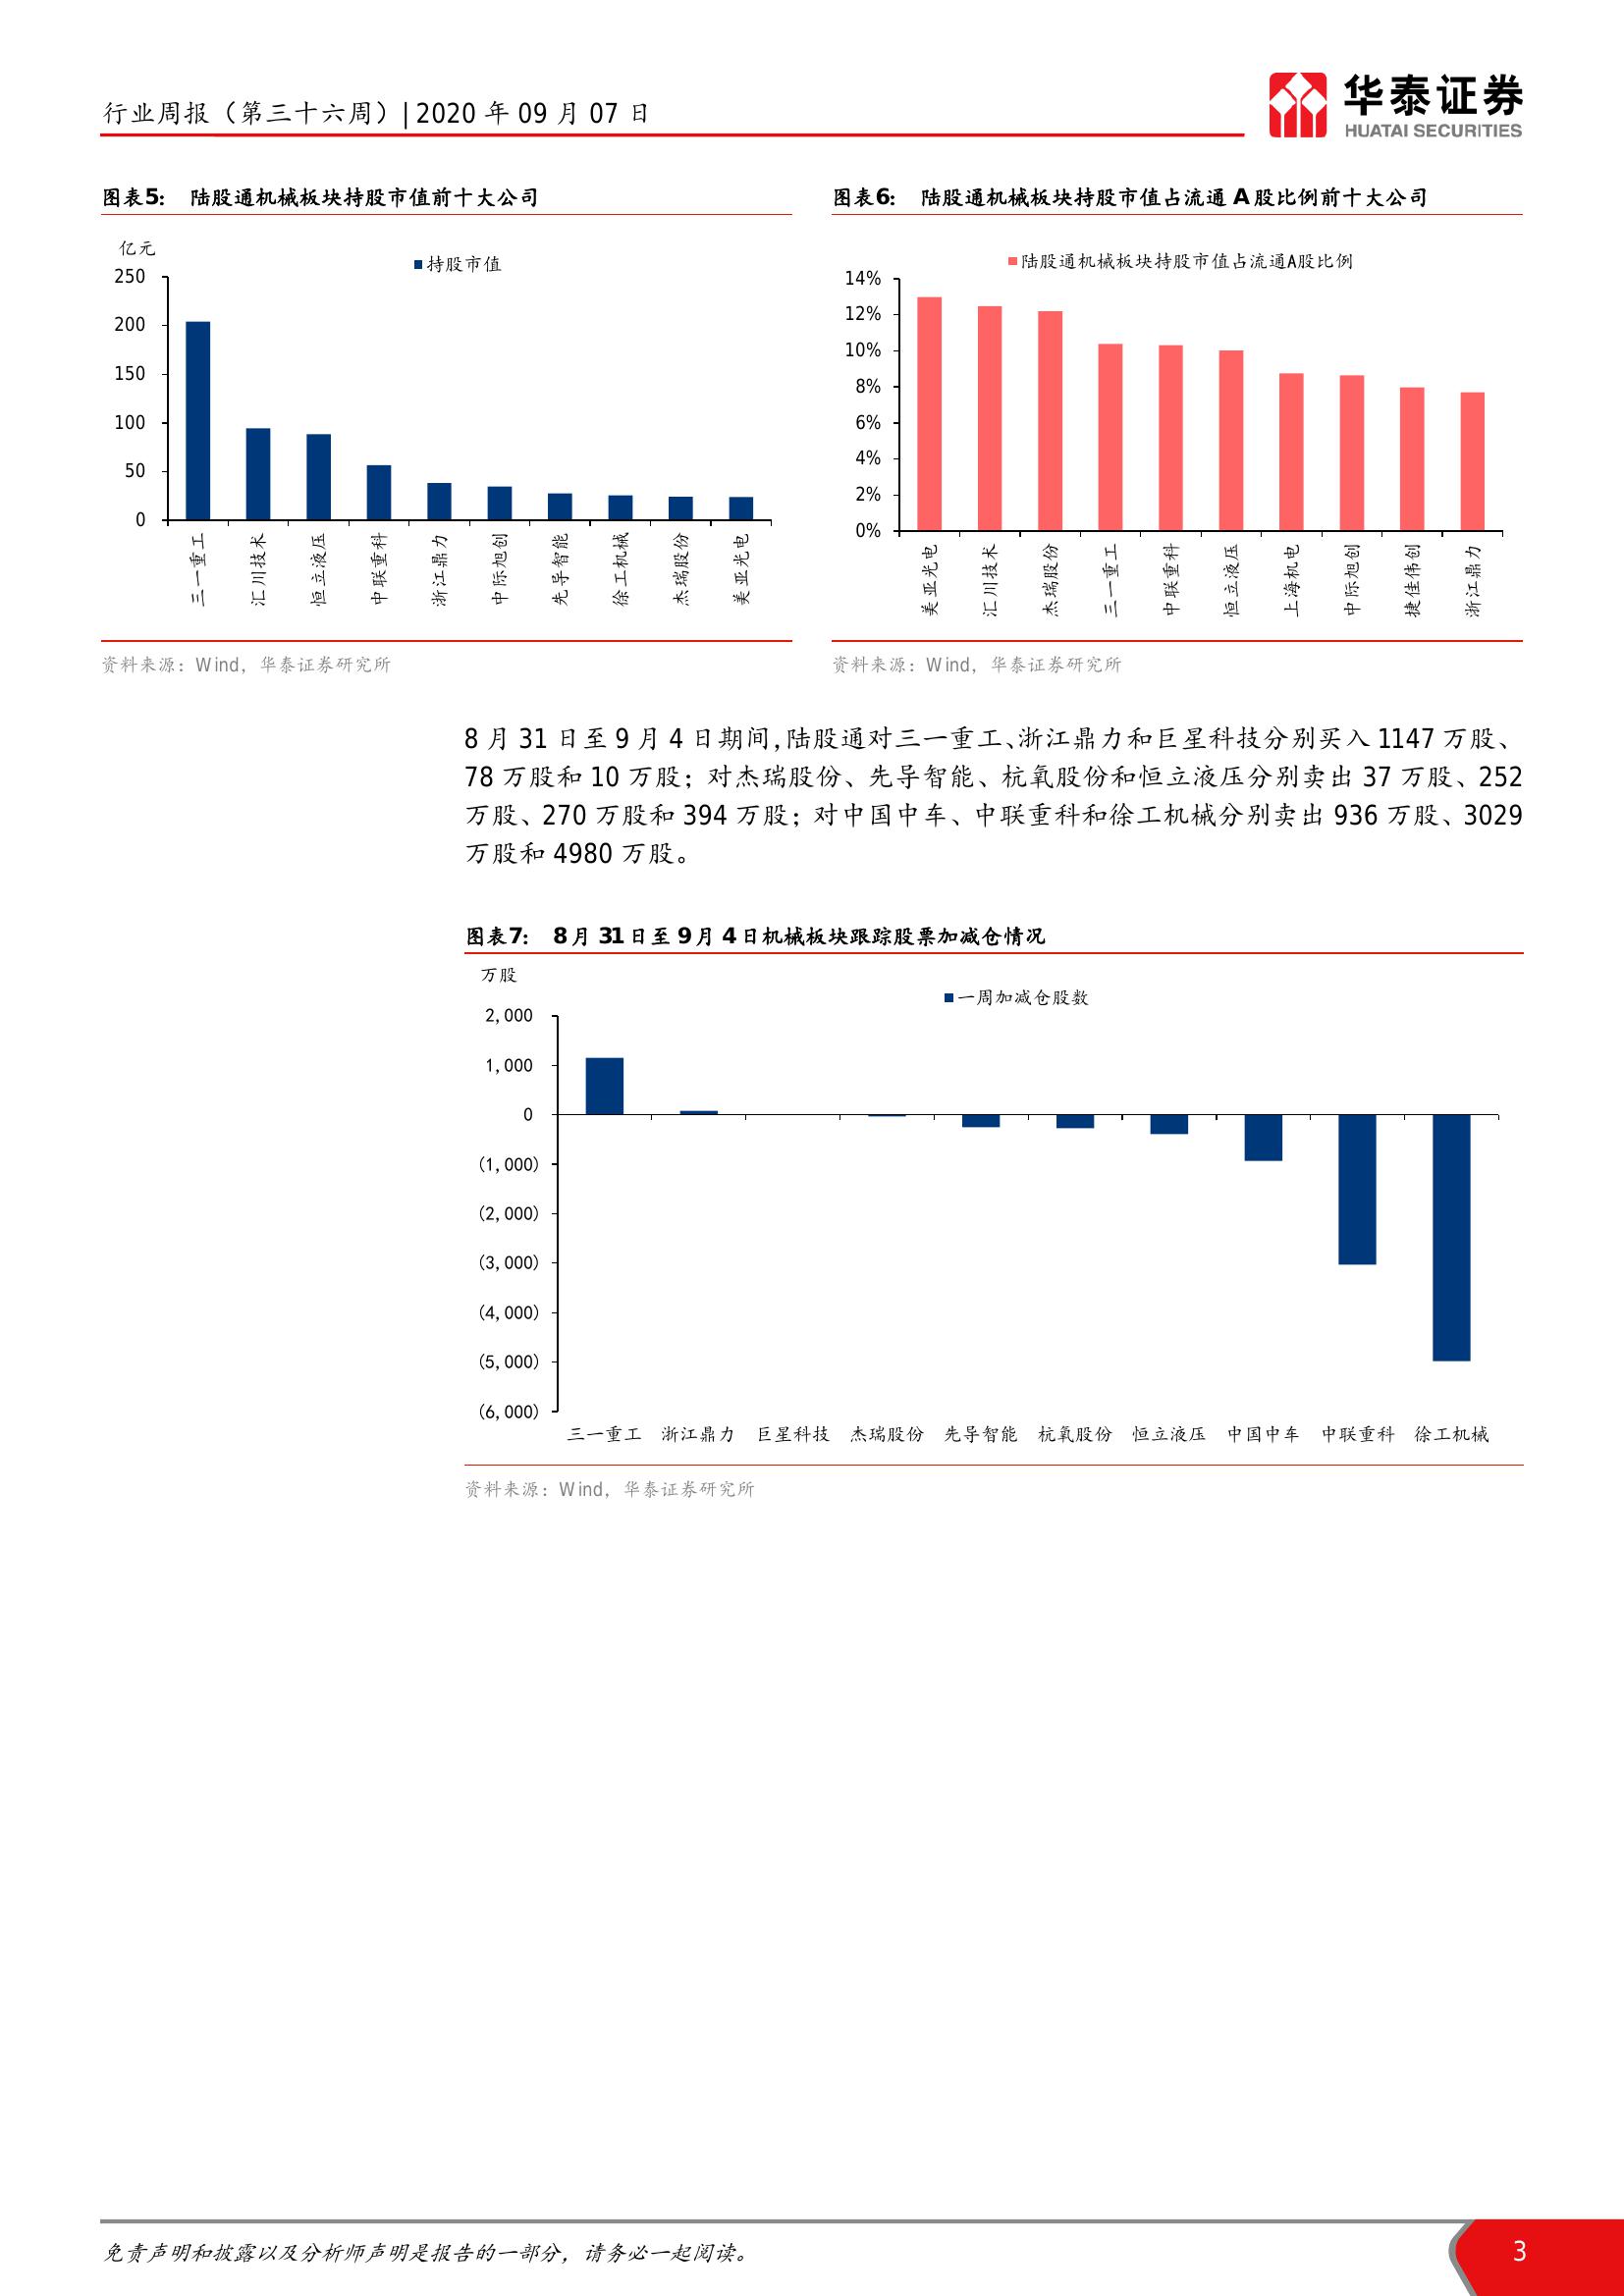 行业周报（第三十六周）| 2020 年 09 月 07 日
华泰证券
HUATAI SECURITIES
图表5: 陆股通机械板块持股市值前十大公司
亿元
持股市值
250
200
150
100
50
0
三一重工
汇川技术
恒立液压
中联重科
浙江鼎力
中际旭创
先导智能
徐工机械
杰瑞股份
美亚光电
资料来源：Wind，华泰证券研究所
图表6: 陆股通机械板块持股市值占流通 A 股比例前十大公司
陆股通机械板块持股市值占流通A股比例
14%
12%
10%
8%
6%
4%
2%
0%
美亚光电
汇川技术
杰瑞股份
三一重工
中联重科
恒立液压
上海机电
中际旭创
捷佳伟创
浙江鼎力
资料来源：Wind，华泰证券研究所
8 月 31 日至 9 月 4 日期间，陆股通对三一重工、浙江鼎力和巨星科技分别买入 1147 万股、
78 万股和 10 万股；对杰瑞股份、先导智能、杭氧股份和恒立液压分别卖出 37 万股、252
万股、270 万股和 394 万股；对中国中车、中联重科和徐工机械分别卖出 936 万股、3029
万股和 4980 万股。
图表7: 8 月 31 日至 9 月 4 日机械板块跟踪股票加减仓情况
万股
一周加减仓股数
2,000
1,000
0
(1,000)
(2,000)
(3,000)
(4,000)
(5,000)
(6,000)
三一重工 浙江鼎力 巨星科技 杰瑞股份 先导智能 杭氧股份 恒立液压 中国中车 中联重科 徐工机械
资料来源：Wind，华泰证券研究所
免责声明和披露以及分析师声明是报告的一部分，请务必一起阅读。
3